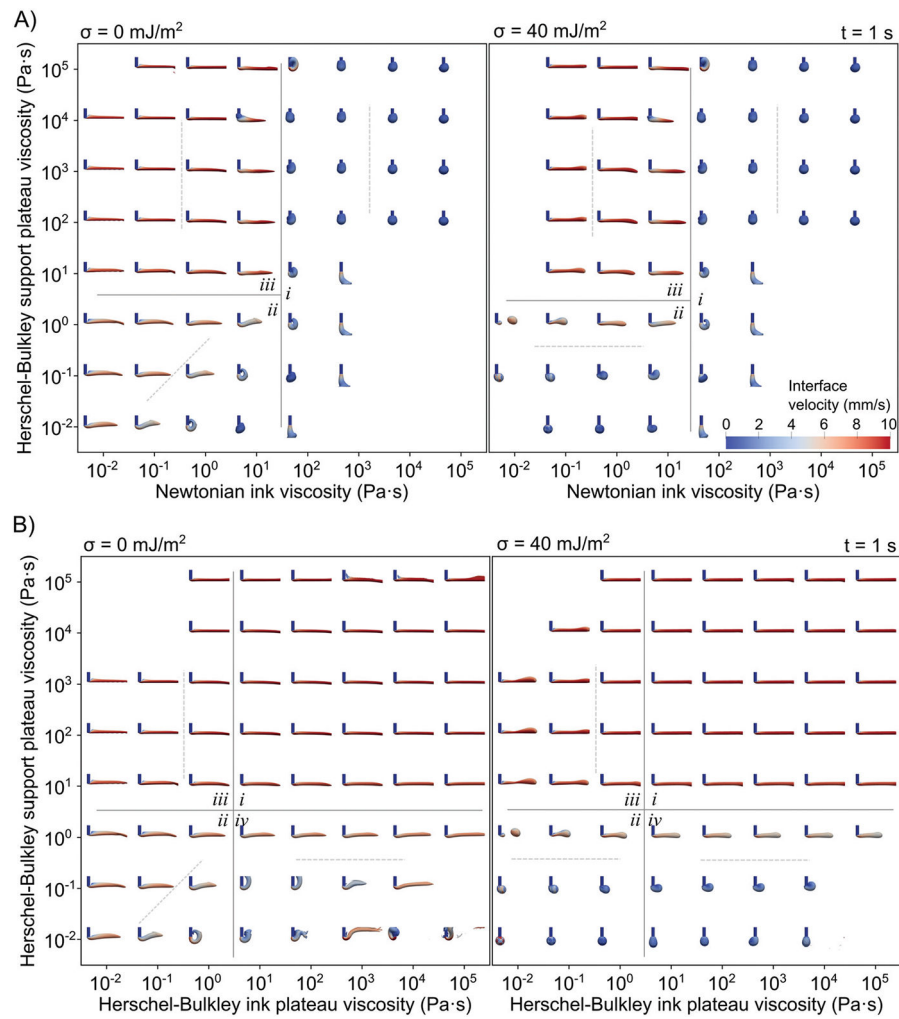 A)
σ = 0 mJ/m²
σ = 40 mJ/m²
t = 1 s
Herschel-Bulkley support plateau viscosity (Pa·s)
10⁵
10⁴
10³
10²
10¹
10⁰
10⁻¹
10⁻²
iii
i
ii
iii
i
ii
Interface
velocity (mm/s)
0 2 4 6 8 10
10⁻² 10⁻¹ 10⁰ 10¹ 10² 10³ 10⁴ 10⁵
10⁻² 10⁻¹ 10⁰ 10¹ 10² 10³ 10⁴ 10⁵
Newtonian ink viscosity (Pa·s)
Newtonian ink viscosity (Pa·s)
B)
σ = 0 mJ/m²
σ = 40 mJ/m²
t = 1 s
Herschel-Bulkley support plateau viscosity (Pa·s)
10⁵
10⁴
10³
10²
10¹
10⁰
10⁻¹
10⁻²
iii
i
ii
iv
iii
i
ii
iv
10⁻² 10⁻¹ 10⁰ 10¹ 10² 10³ 10⁴ 10⁵
10⁻² 10⁻¹ 10⁰ 10¹ 10² 10³ 10⁴ 10⁵
Herschel-Bulkley ink plateau viscosity (Pa·s)
Herschel-Bulkley ink plateau viscosity (Pa·s)